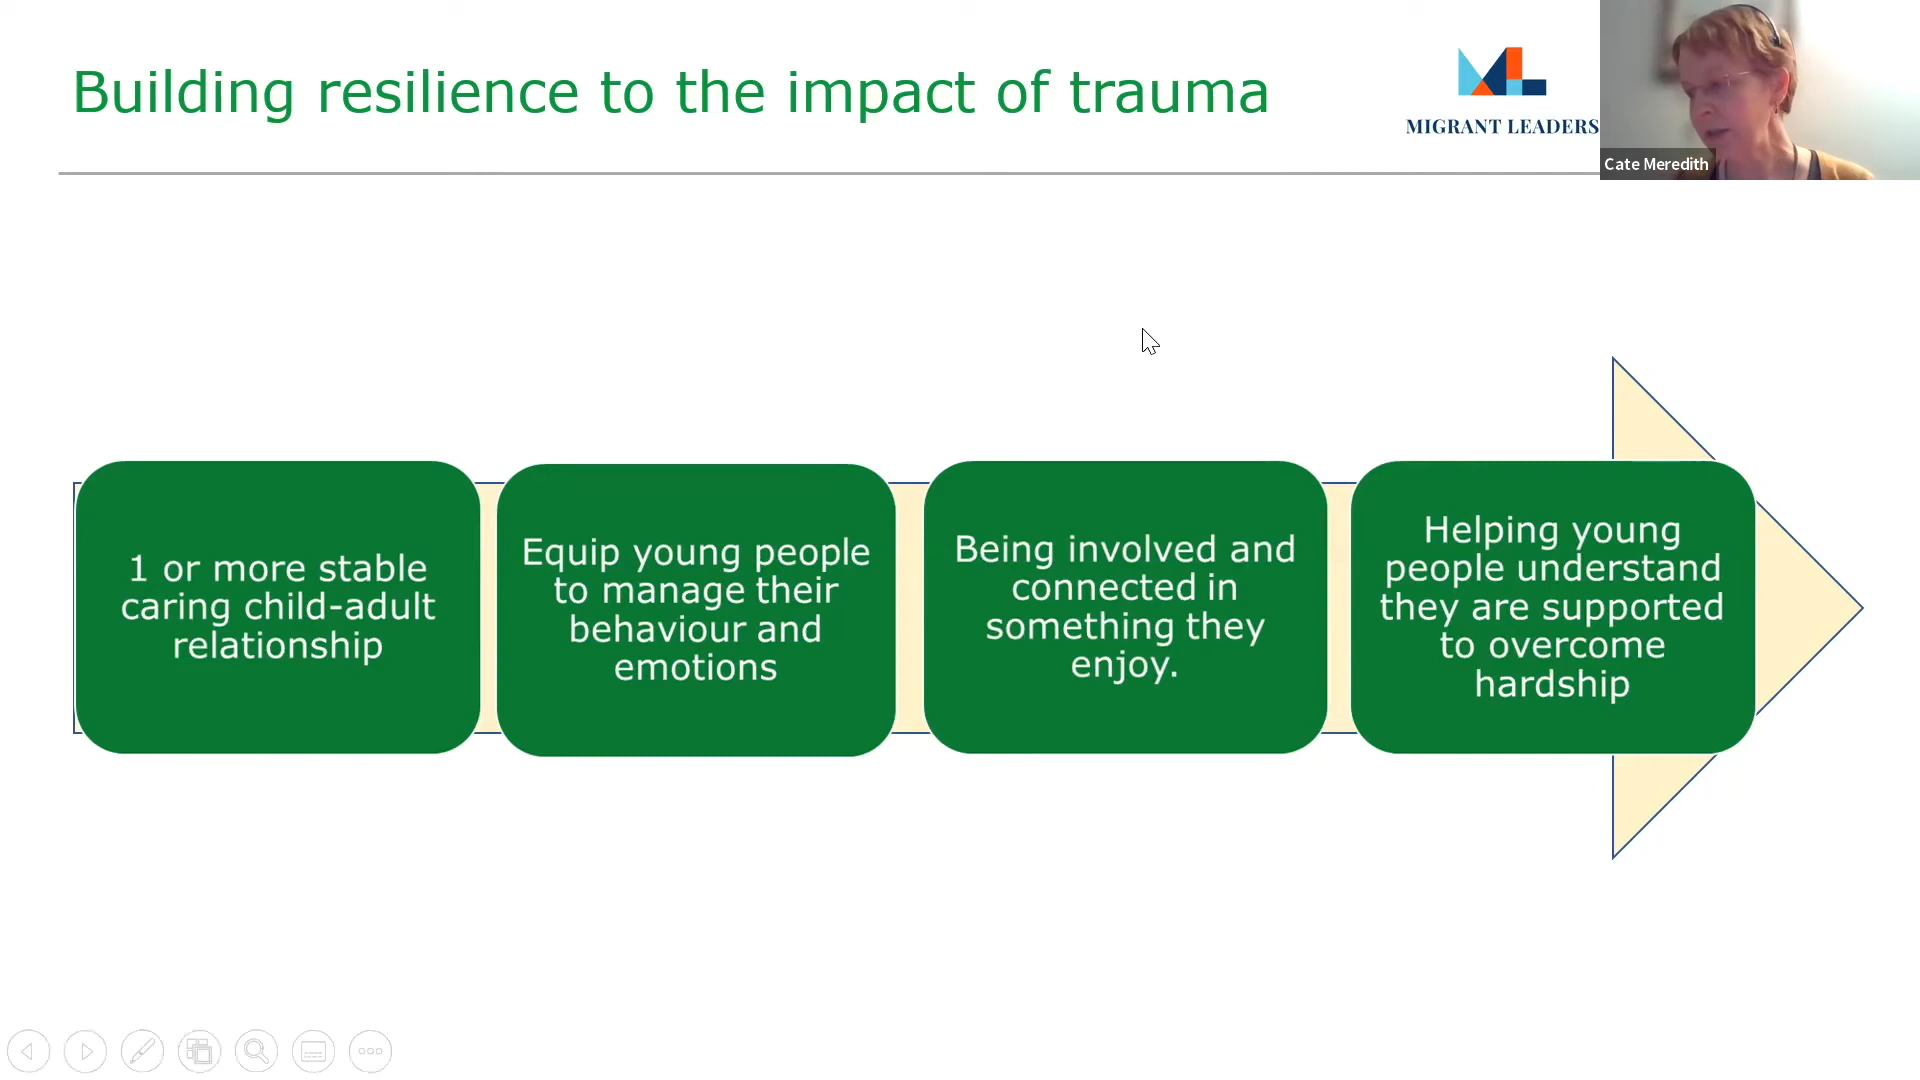 Building resilience to the impact of trauma
MIGRANT LEADERS
Cate Meredith
1 or more stable
caring child-adult
relationship
Equip young people
to manage their
behaviour and
emotions
Being involved and
connected in
something they
enjoy.
Helping young
people understand
they are supported
to overcome
hardship